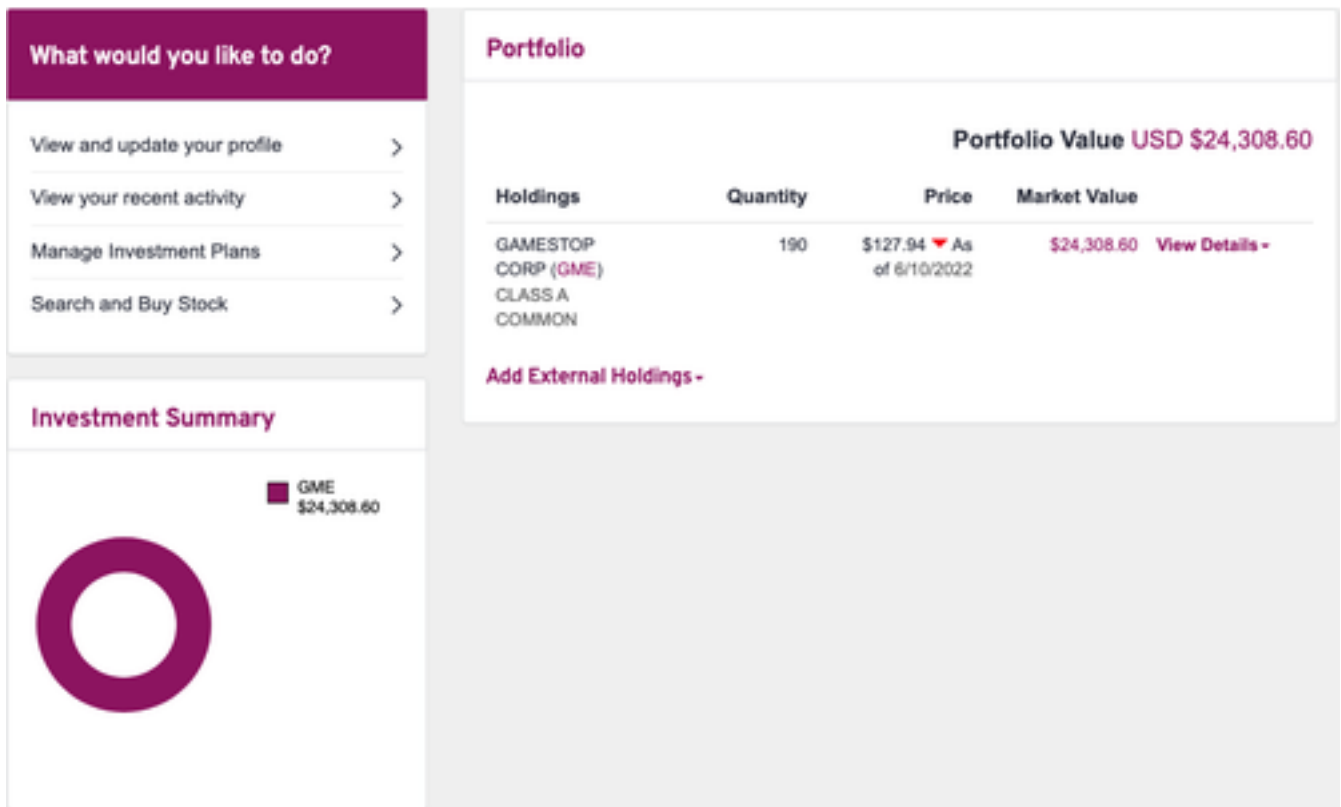 What would you like to do?
View and update your profile
View your recent activity
Manage Investment Plans
Search and Buy Stock
Investment Summary
GME
$24,308.60
Portfolio
Portfolio Value USD $24,308.60
Holdings Quantity Price Market Value
GAMESTOP 190 $127.94 As $24,308.60 View Details
CORP (GME) of 6/10/2022
CLASS A
COMMON
Add External Holdings